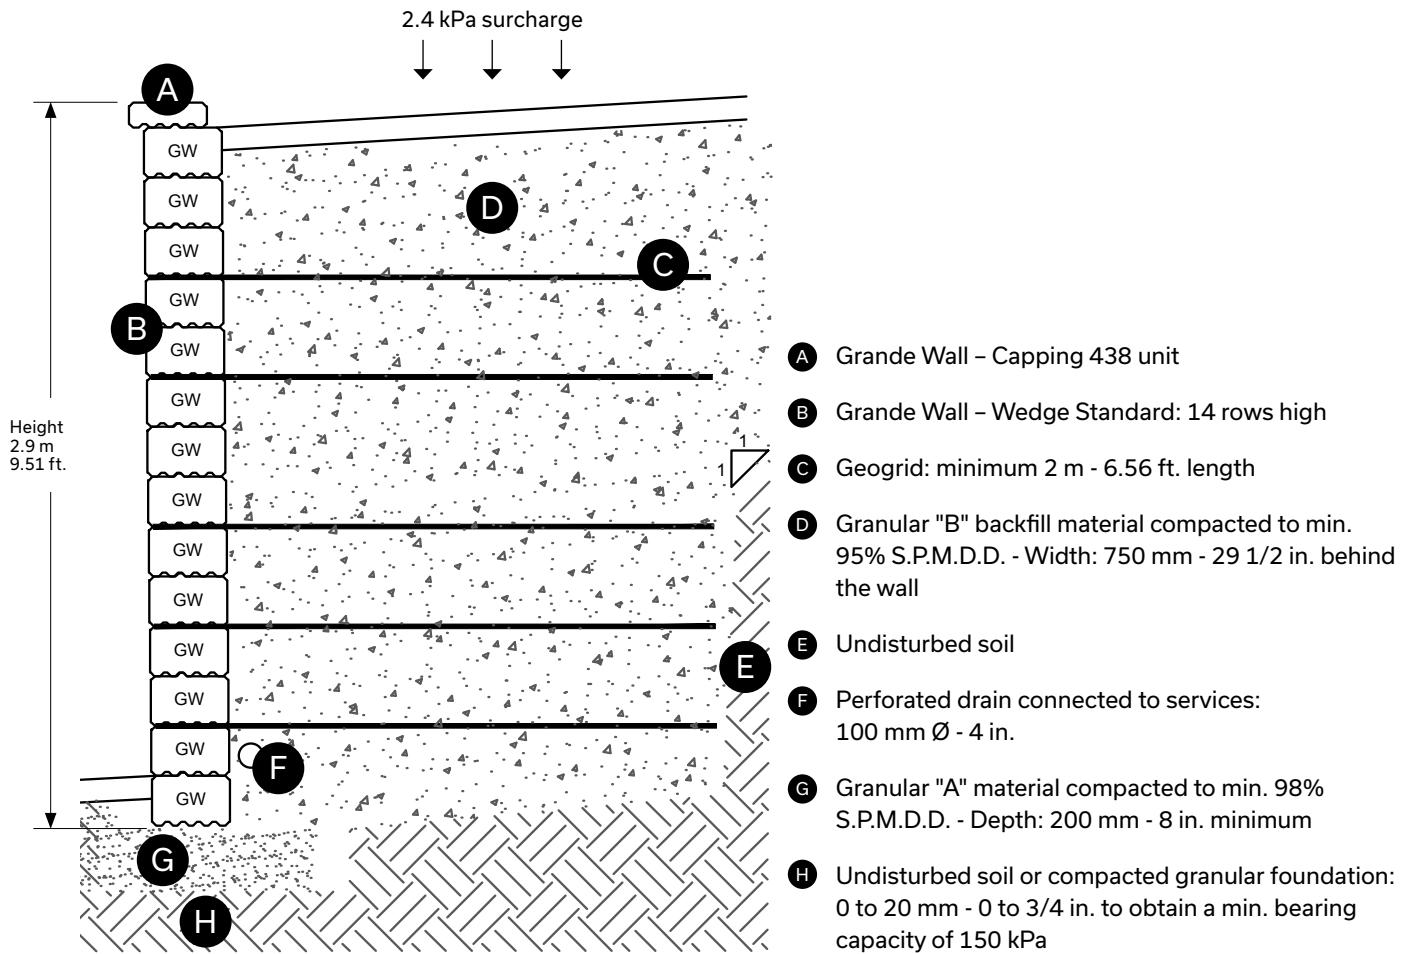 2.4 kPa surcharge
A
GW
GW
D
GW
C
GW
B
GW
GW
Height
2.9 m
9.51 ft.
GW
1
1
GW
GW
GW
GW
E
GW
GW
F
GW
G
H
A Grande Wall – Capping 438 unit
B Grande Wall – Wedge Standard: 14 rows high
C Geogrid: minimum 2 m - 6.56 ft. length
D Granular "B" backfill material compacted to min.
95% S.P.M.D.D. - Width: 750 mm - 29 1/2 in. behind
the wall
E Undisturbed soil
F Perforated drain connected to services:
100 mm Ø - 4 in.
G Granular "A" material compacted to min. 98%
S.P.M.D.D. - Depth: 200 mm - 8 in. minimum
H Undisturbed soil or compacted granular foundation:
0 to 20 mm - 0 to 3/4 in. to obtain a min. bearing
capacity of 150 kPa